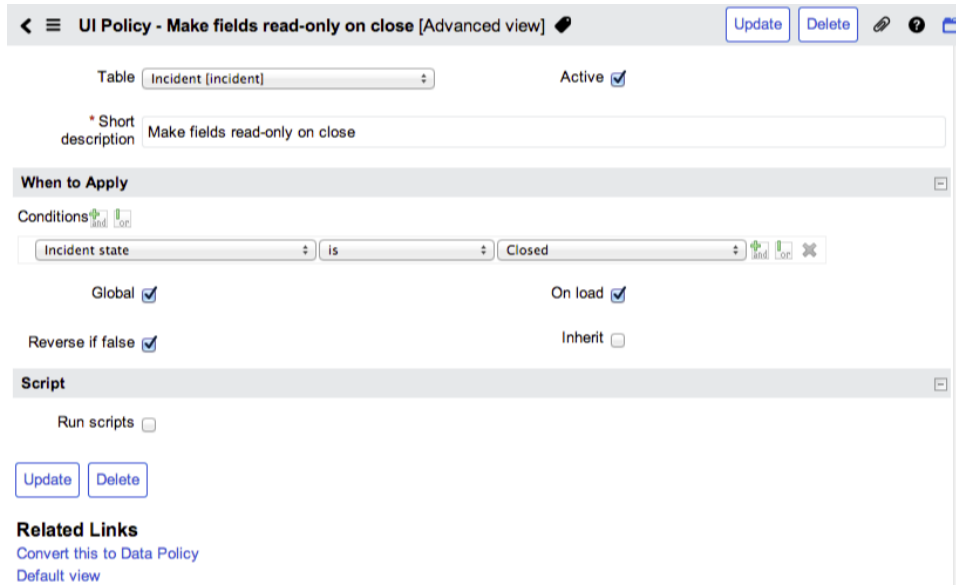 UI Policy - Make fields read-only on close [Advanced view] Update Delete
Table Incident [incident] Active
* Short description Make fields read-only on close
When to Apply
Conditions and or
Incident state is Closed and or
Global On load
Reverse if false Inherit
Script
Run scripts
Update Delete
Related Links
Convert this to Data Policy
Default view